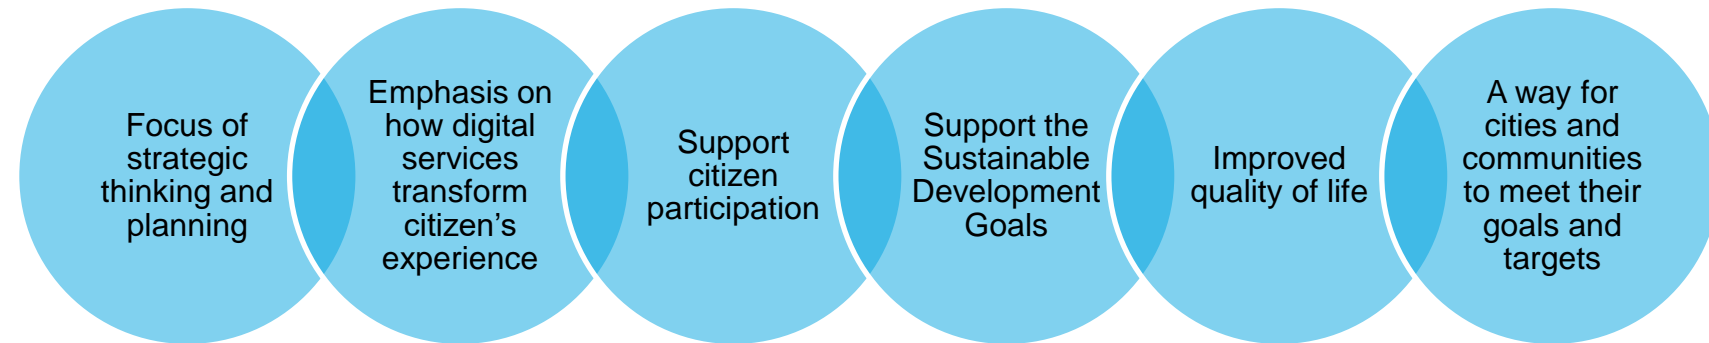 Focus of
strategic
thinking and
planning
Emphasis on
how digital
services
transform
citizen’s
experience
Support
citizen
participation
Support the
Sustainable
Development
Goals
Improved
quality of life
A way for
cities and
communities
to meet their
goals and
targets